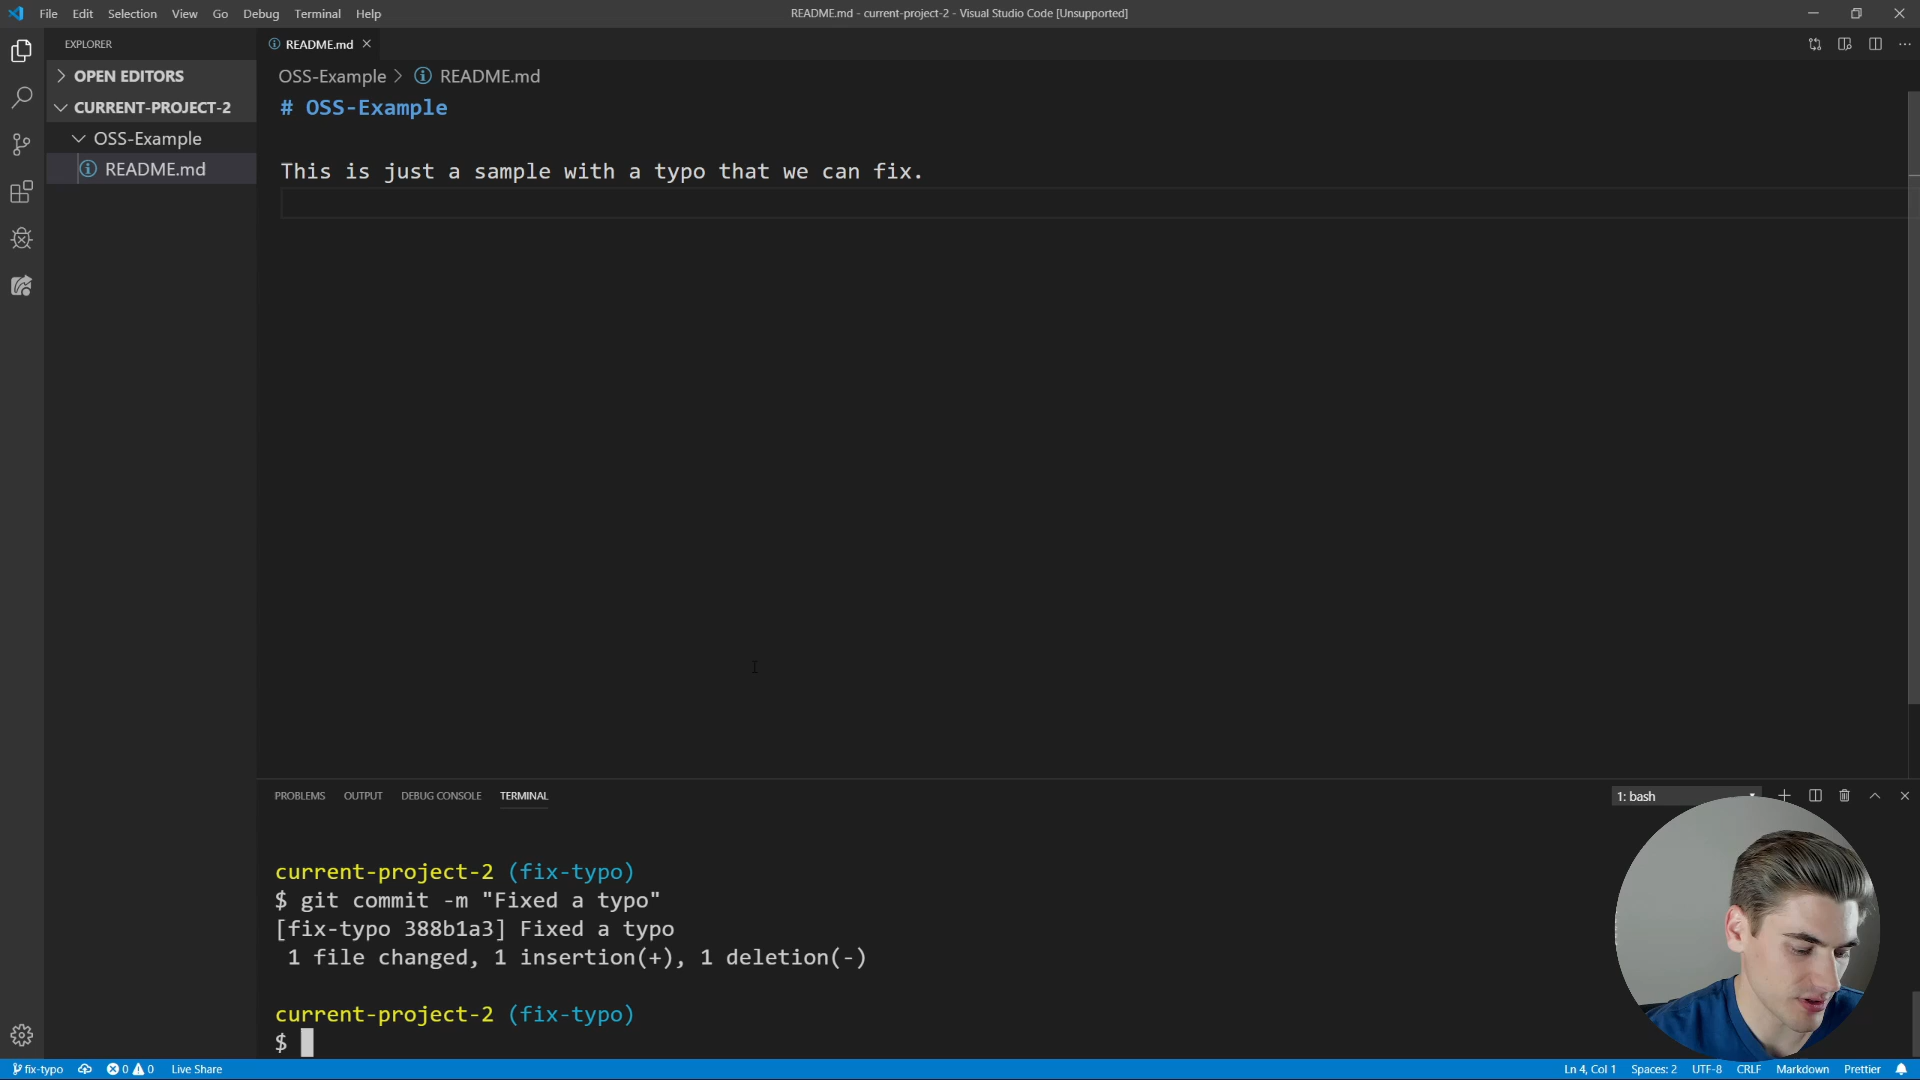 File Edit Selection View Go Debug Terminal Help
README.md - current-project-2 - Visual Studio Code [Unsupported]
EXPLORER
OPEN EDITORS
CURRENT-PROJECT-2
OSS-Example
README.md
README.md
OSS-Example > README.md
# OSS-Example
This is just a sample with a typo that we can fix.
PROBLEMS OUTPUT DEBUG CONSOLE TERMINAL
1: bash
current-project-2 (fix-typo)
$ git commit -m "Fixed a typo"
[fix-typo 388b1a3] Fixed a typo
1 file changed, 1 insertion(+), 1 deletion(-)
current-project-2 (fix-typo)
$
fix-typo 0 0 Live Share
Ln 4, Col 1 Spaces: 2 UTF-8 CRLF Markdown Prettier